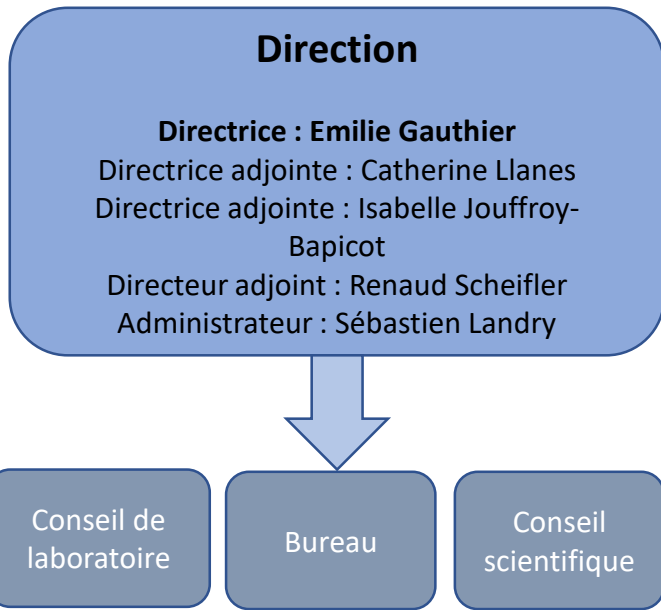 Direction
Directrice : Emilie Gauthier
Directrice adjointe : Catherine Llanes
Directrice adjointe : Isabelle Jouffroy-
Bapicot
Directeur adjoint : Renaud Scheifler
Administrateur : Sébastien Landry
Conseil de
laboratoire
Bureau
Conseil
scientifique